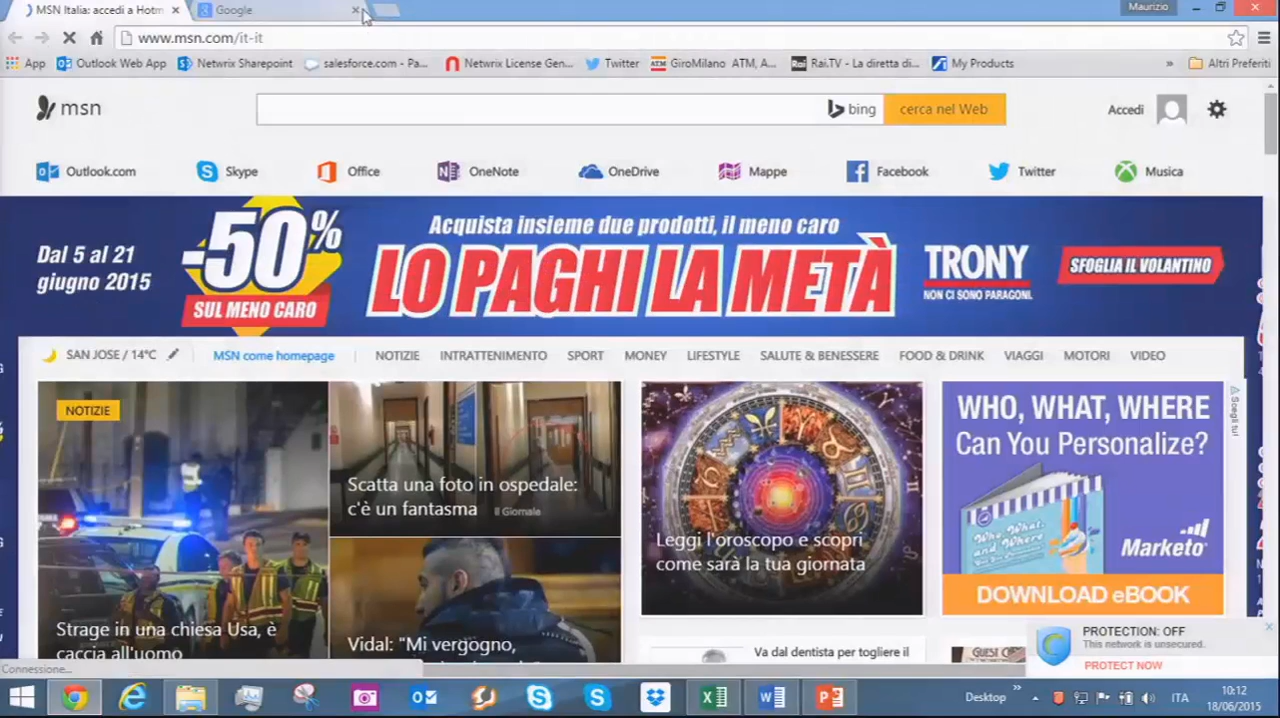 MSN Italia: accedi a Hotm
Google
Maurizio
www.msn.com/it-it
App
Outlook Web App
Netwrix Sharepoint
salesforce.com - Pa...
Netwrix License Gen...
Twitter
GiroMilano ATM, A...
Rai.TV - La diretta di...
My Products
»
Altri Preferiti
msn
bing
cerca nel Web
Accedi
Outlook.com
Skype
Office
OneNote
OneDrive
Mappe
Facebook
Twitter
Musica
Dal 5 al 21
giugno 2015
-50%
SUL MENO CARO
Acquista insieme due prodotti, il meno caro
LO PAGHI LA METÀ
TRONY
NON CI SONO PARAGONI.
SFOGLIA IL VOLANTINO
SAN JOSE / 14°C
MSN come homepage
NOTIZIE
INTRATTENIMENTO
SPORT
MONEY
LIFESTYLE
SALUTE & BENESSERE
FOOD & DRINK
VIAGGI
MOTORI
VIDEO
NOTIZIE
Strage in una chiesa Usa, è
caccia all'uomo
Scatta una foto in ospedale:
c'è un fantasma Il Giornale
Vidal: "Mi vergogno,
Leggi l'oroscopo e scopri
come sarà la tua giornata
WHO, WHAT, WHERE
Can You Personalize?
Who, What,
and Where
Marketo
DOWNLOAD eBOOK
Scegli tu!
Va dal dentista per togliere il
GUEST
PROTECTION: OFF
This network is unsecured.
PROTECT NOW
Connessione...
Desktop
»
ITA
10:12
18/06/2015